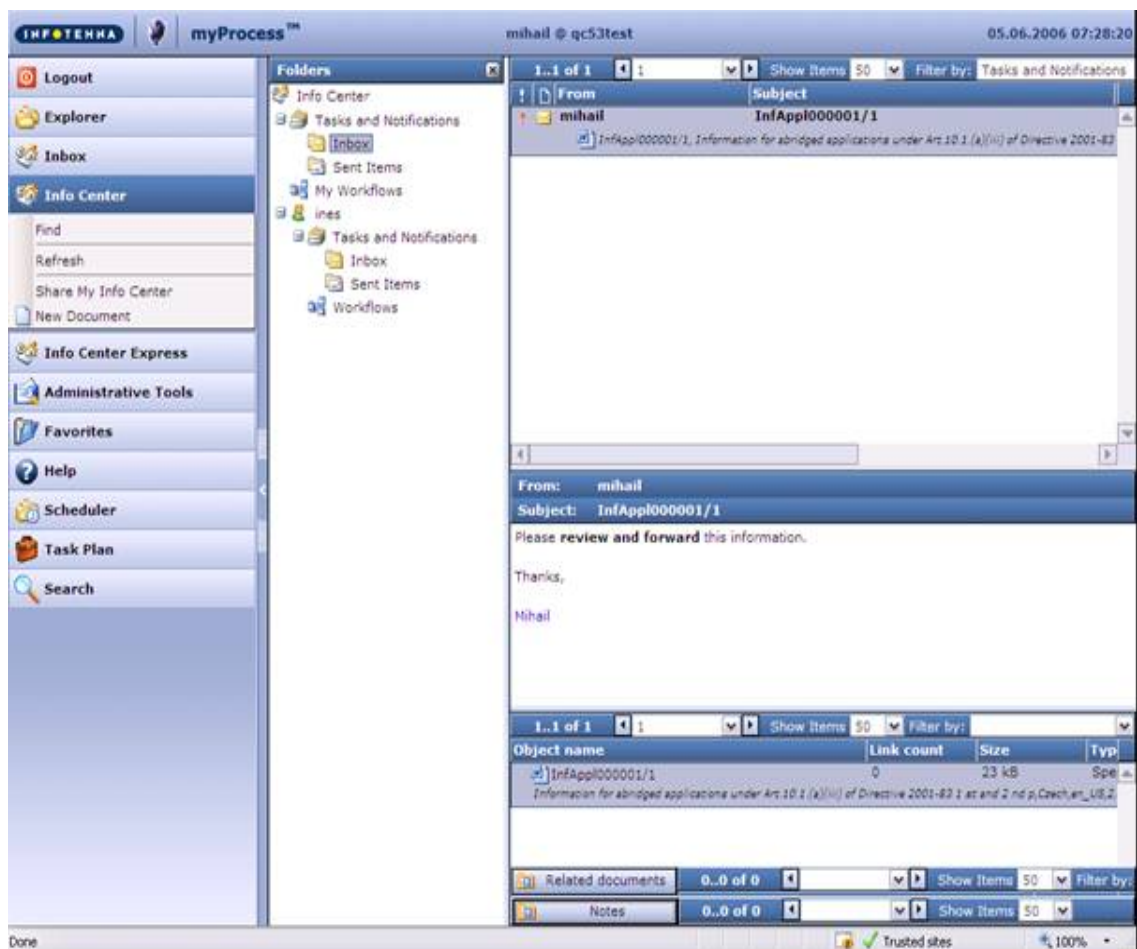 INFOTEHNA myProcess™ mihail @ qc53test 05.06.2006 07:28:20
Logout
Explorer
Inbox
Info Center
Find
Refresh
Share My Info Center
New Document
Info Center Express
Administrative Tools
Favorites
Help
Scheduler
Task Plan
Search
Folders
Info Center
Tasks and Notifications
Inbox
Sent Items
My Workflows
ines
Tasks and Notifications
Inbox
Sent Items
Workflows
1..1 of 1 1 Show Items 50 Filter by: Tasks and Notifications
! From Subject
! mihail InfAppl000001/1
InfAppl000001/1, Information for abridged applications under Art 10.1 (a)(iii) of Directive 2001-83
From: mihail
Subject: InfAppl000001/1
Please review and forward this information.
Thanks,
Mihail
1..1 of 1 1 Show Items 50 Filter by:
Object name Link count Size Typ
InfAppl000001/1 0 23 kB Spe
Information for abridged applications under Art 10.1 (a)(iii) of Directive 2001-83 1 st and 2 nd p,Czech,en_US,2
Related documents 0..0 of 0 Show Items 50 Filter by:
Notes 0..0 of 0 Show Items 50
Done Trusted sites 100%